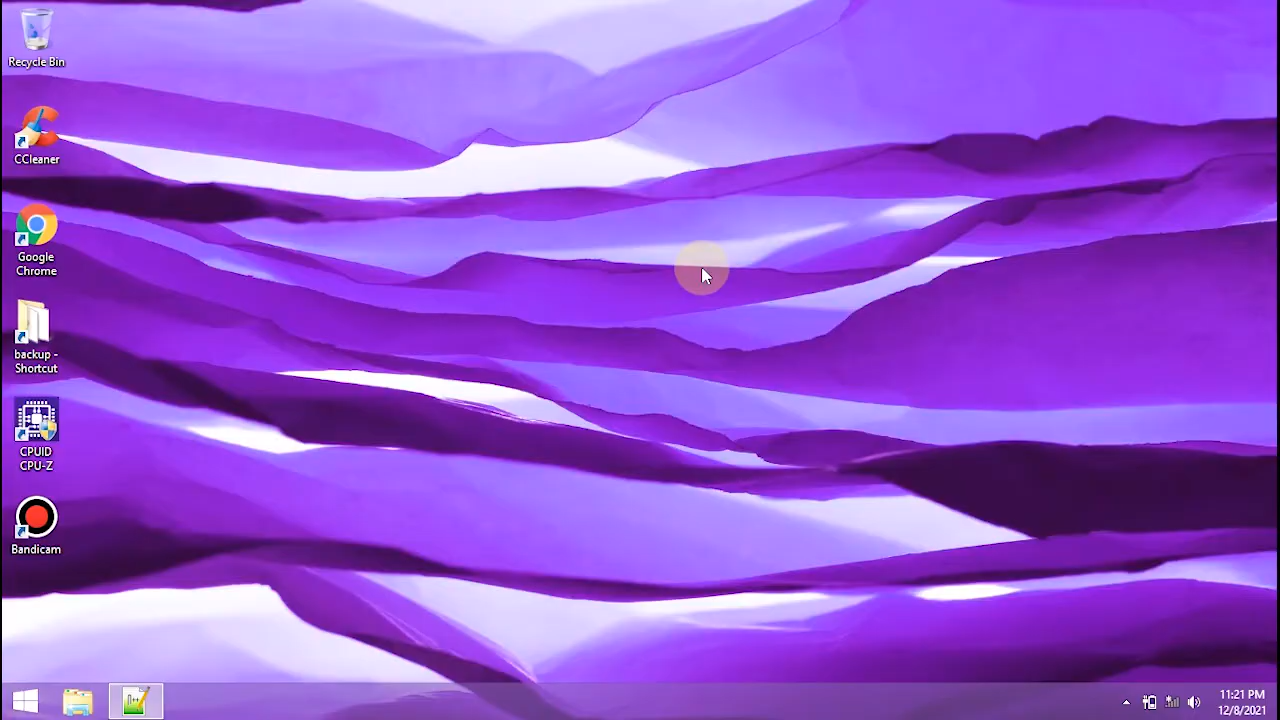 Recycle Bin
CCleaner
Google
Chrome
backup -
Shortcut
CPUID
CPU-Z
Bandicam
11:21 PM
12/8/2021